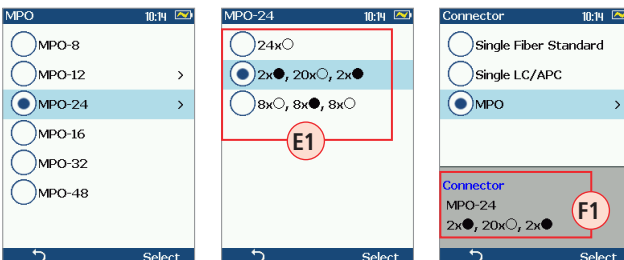 MPO 10:14
MPO-8
MPO-12 >
MPO-24 >
MPO-16
MPO-32
MPO-48
Select
MPO-24 10:14
24x○
2x●, 20x○, 2x●
8x○, 8x●, 8x○
E1
Select
Connector 10:14
Single Fiber Standard
Single LC/APC
MPO >
Connector
MPO-24
2x●, 20x○, 2x●
F1
Select